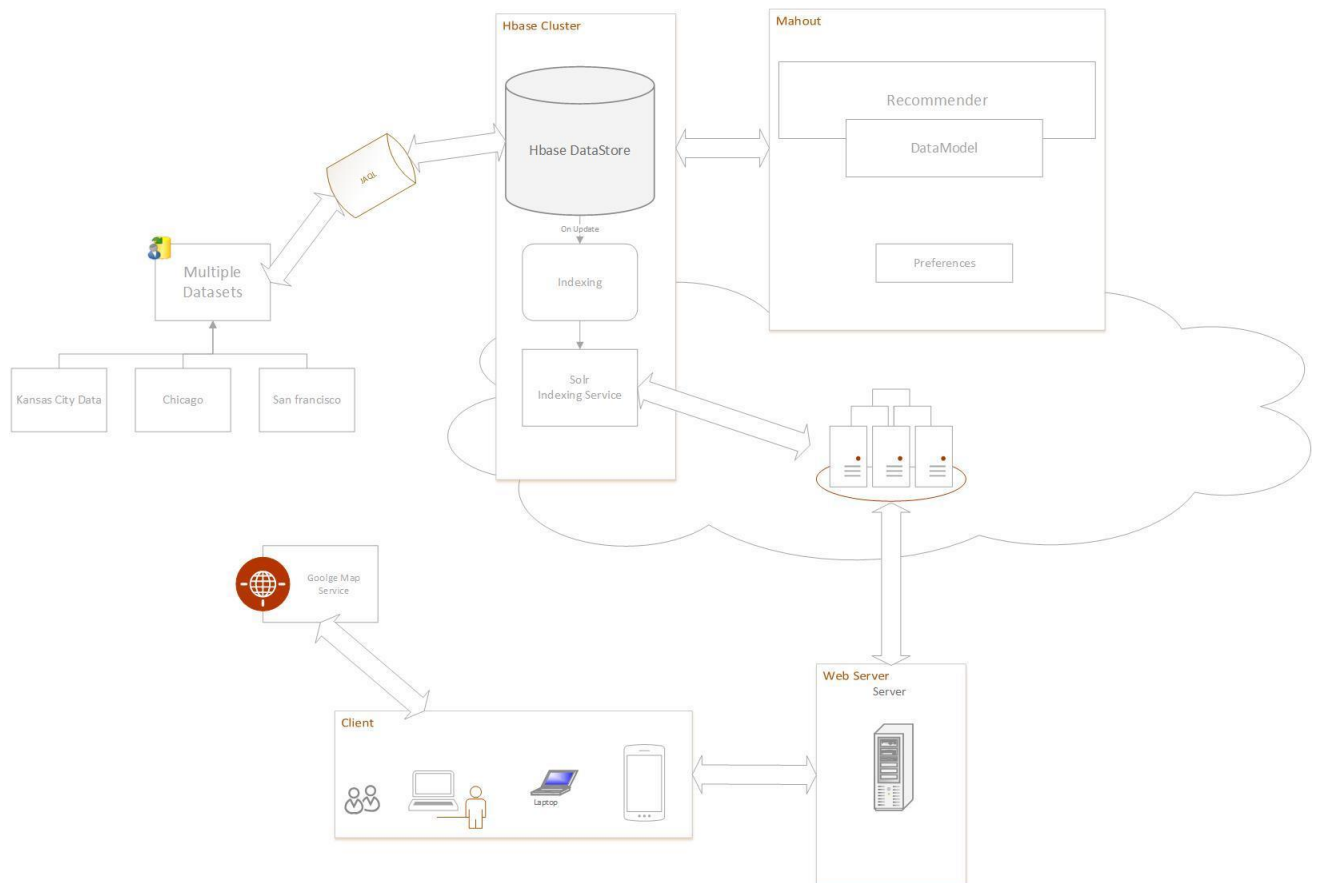 Hbase Cluster
Mahout
Recommender
DataModel
Hbase DataStore
JAQL
On Update
Multiple
Datasets
Indexing
Preferences
Solr
Indexing Service
Kansas City Data
Chicago
San francisco
Goolge Map
Service
Web Server
Server
Client
Laptop